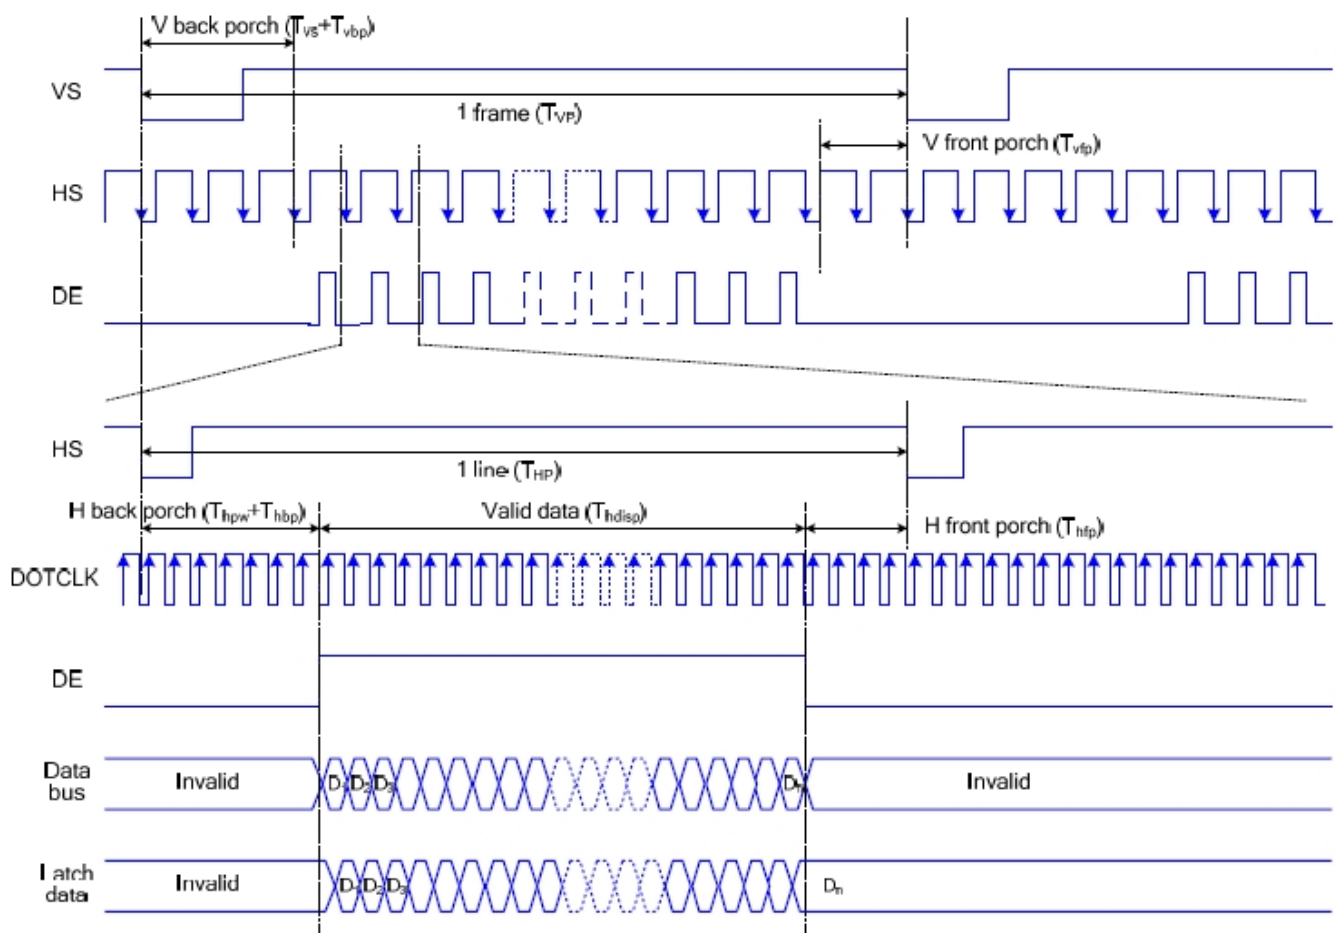 V back porch (Tvs+Tvbp)
VS
1 frame (TVP)
V front porch (Tvfp)
HS
DE
HS
1 line (THP)
H back porch (Thpw+Thbp)
Valid data (Thdisp)
H front porch (Thfp)
DOTCLK
DE
Data
bus
Invalid
D1 D2 D3
Dn
Invalid
Latch
data
Invalid
D1 D2 D3
Dn